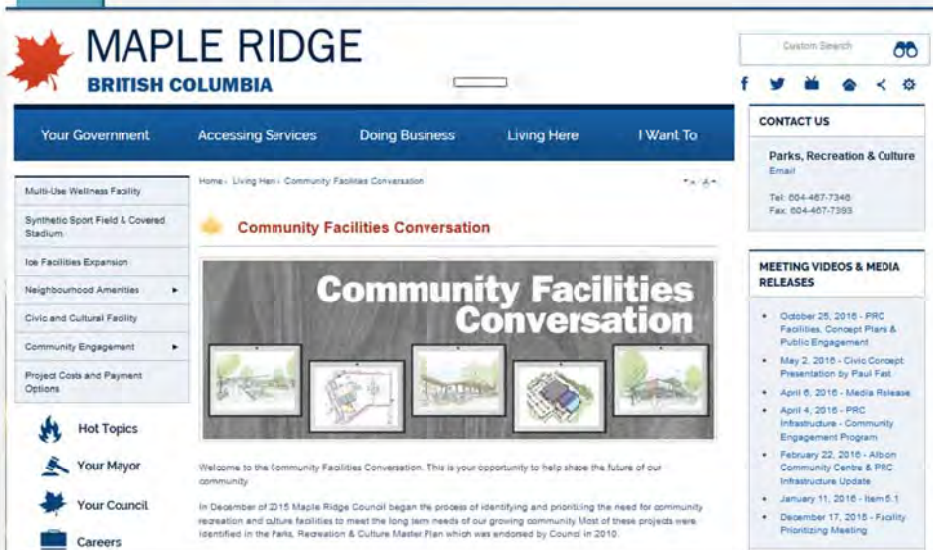 MAPLE RIDGE
BRITISH COLUMBIA
Custom Search
Your Government
Accessing Services
Doing Business
Living Here
I Want To
Multi-Use Wellness Facility
Synthetic Sport Field & Covered
Stadium
Ice Facilities Expansion
Neighbourhood Amenities
Civic and Cultural Facility
Community Engagement
Project Costs and Payment
Options
Hot Topics
Your Mayor
Your Council
Careers
Home › Living Here › Community Facilities Conversation
Community Facilities Conversation
Community Facilities
Conversation
Welcome to the Community Facilities Conversation. This is your opportunity to help shape the future of our
community
In December of 2015 Maple Ridge Council began the process of identifying and prioritizing the need for community
recreation and culture facilities to meet the long term needs of our growing community Most of these projects were
identified in the Parks, Recreation & Culture Master Plan which was endorsed by Council in 2010.
CONTACT US
Parks, Recreation & Culture
Email
Tel: 604-467-7346
Fax: 604-467-7393
MEETING VIDEOS & MEDIA
RELEASES
October 25, 2016 - PRC
Facilities, Concept Plans &
Public Engagement
May 2, 2016 - Civic Concept
Presentation by Paul Fast
April 6, 2016 - Media Release
April 4, 2016 - PRC
Infrastructure - Community
Engagement Program
February 22, 2016 - Albion
Community Centre & PRC
Infrastructure Update
January 11, 2016 - Item 5.1
December 17, 2015 - Facility
Prioritizing Meeting